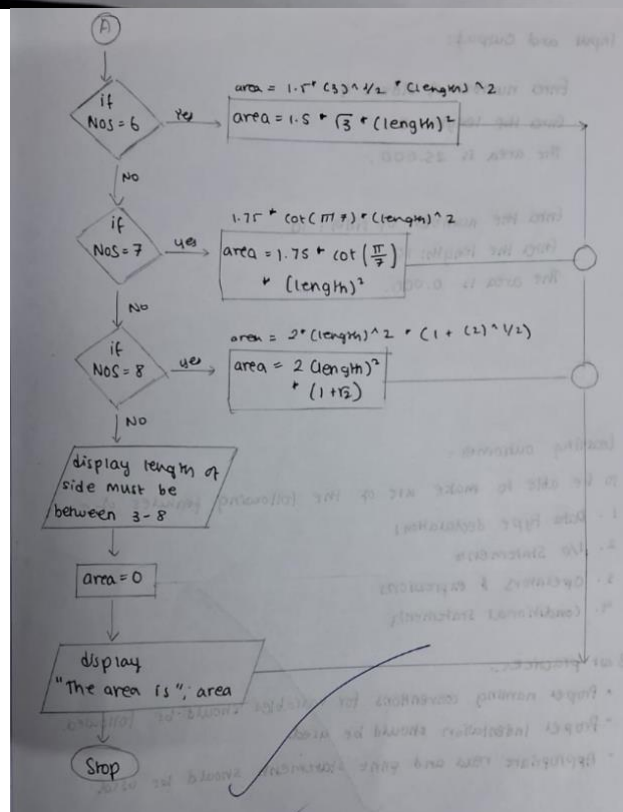 A
area = 1.5 * (3)^1/2 * (length)^2
if
NOS = 6
Yes
area = 1.5 * √3 * (length)²
NO
1.75 * cot(π/7) * (length)^2
if
NOS = 7
yes
area = 1.75 * cot (π/7)
* (length)²
NO
area = 2*(length)^2 * (1 + (2)^1/2)
if
NOS = 8
yes
area = 2 (length)²
* (1+√2)
NO
display length of
side must be
between 3-8
area = 0
display
"The area is"; area
Stop